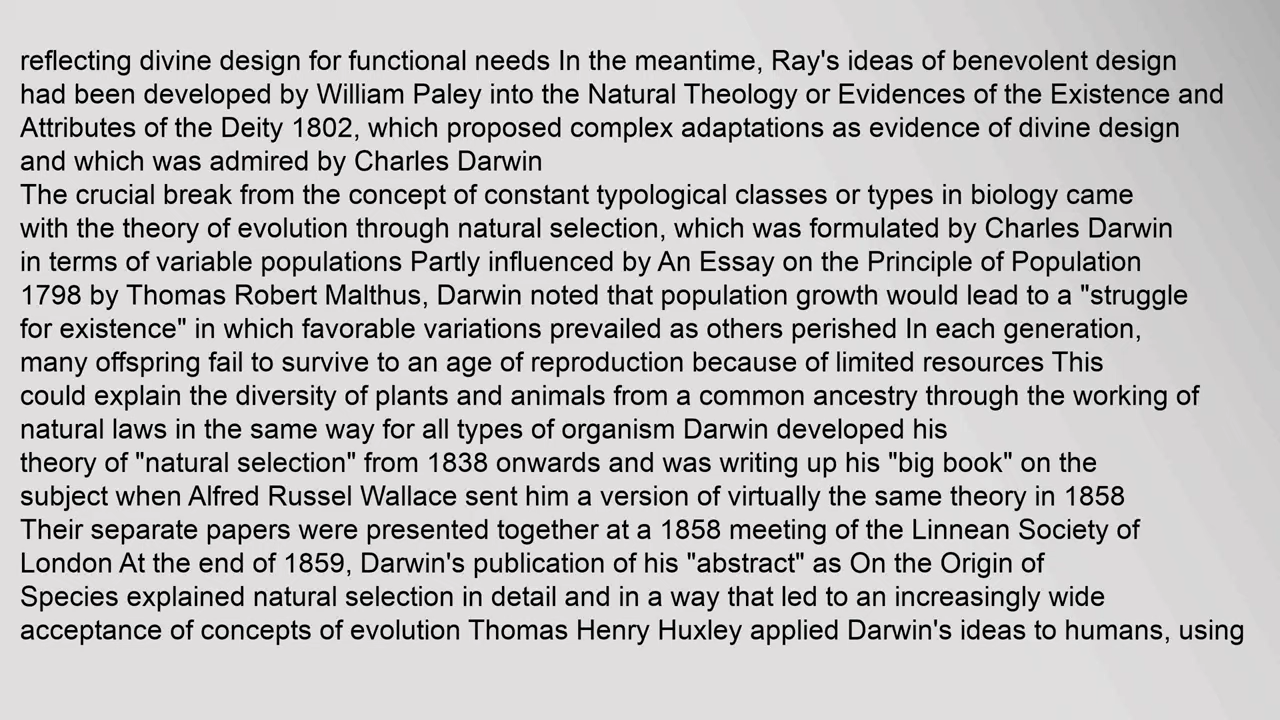 reflecting divine design for functional needs In the meantime, Ray's ideas of benevolent design
had been developed by William Paley into the Natural Theology or Evidences of the Existence and
Attributes of the Deity 1802, which proposed complex adaptations as evidence of divine design
and which was admired by Charles Darwin
The crucial break from the concept of constant typological classes or types in biology came
with the theory of evolution through natural selection, which was formulated by Charles Darwin
in terms of variable populations Partly influenced by An Essay on the Principle of Population
1798 by Thomas Robert Malthus, Darwin noted that population growth would lead to a "struggle
for existence" in which favorable variations prevailed as others perished In each generation,
many offspring fail to survive to an age of reproduction because of limited resources This
could explain the diversity of plants and animals from a common ancestry through the working of
natural laws in the same way for all types of organism Darwin developed his
theory of "natural selection" from 1838 onwards and was writing up his "big book" on the
subject when Alfred Russel Wallace sent him a version of virtually the same theory in 1858
Their separate papers were presented together at a 1858 meeting of the Linnean Society of
London At the end of 1859, Darwin's publication of his "abstract" as On the Origin of
Species explained natural selection in detail and in a way that led to an increasingly wide
acceptance of concepts of evolution Thomas Henry Huxley applied Darwin's ideas to humans, using